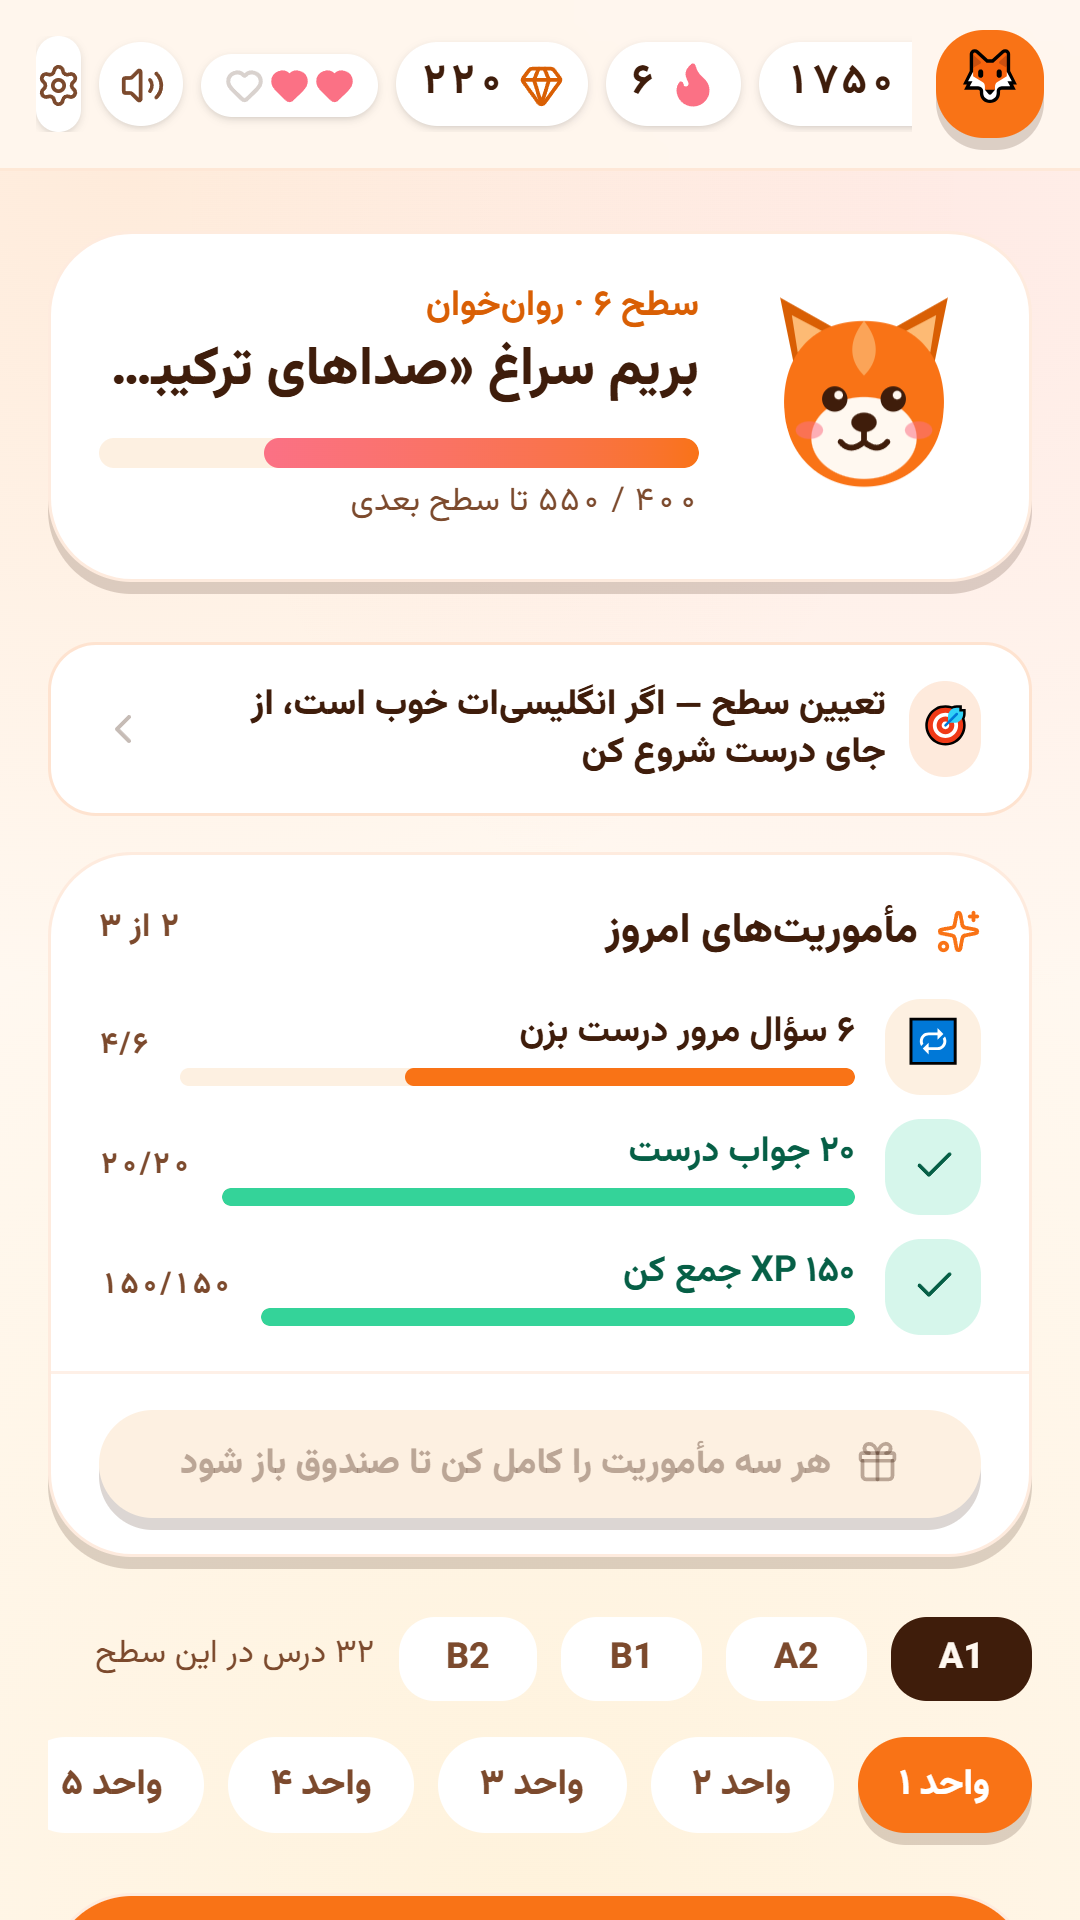 ۱۷۵۰
۶
۲۲۰
سطح ۶ · روان‌خوان
بریم سراغ «صداهای ترکیبـ...
۴۰۰ / ۵۵۰ تا سطح بعدی
تعیین سطح — اگر انگلیسی‌ات خوب است، از
جای درست شروع کن
مأموریت‌های امروز
۲ از ۳
۶ سؤال مرور درست بزن
۴/۶
۲۰ جواب درست
۲۰/۲۰
۱۵۰ XP جمع کن
۱۵۰/۱۵۰
هر سه مأموریت را کامل کن تا صندوق باز شود
A1
A2
B1
B2
۳۲ درس در این سطح
واحد ۱
واحد ۲
واحد ۳
واحد ۴
واحد ۵